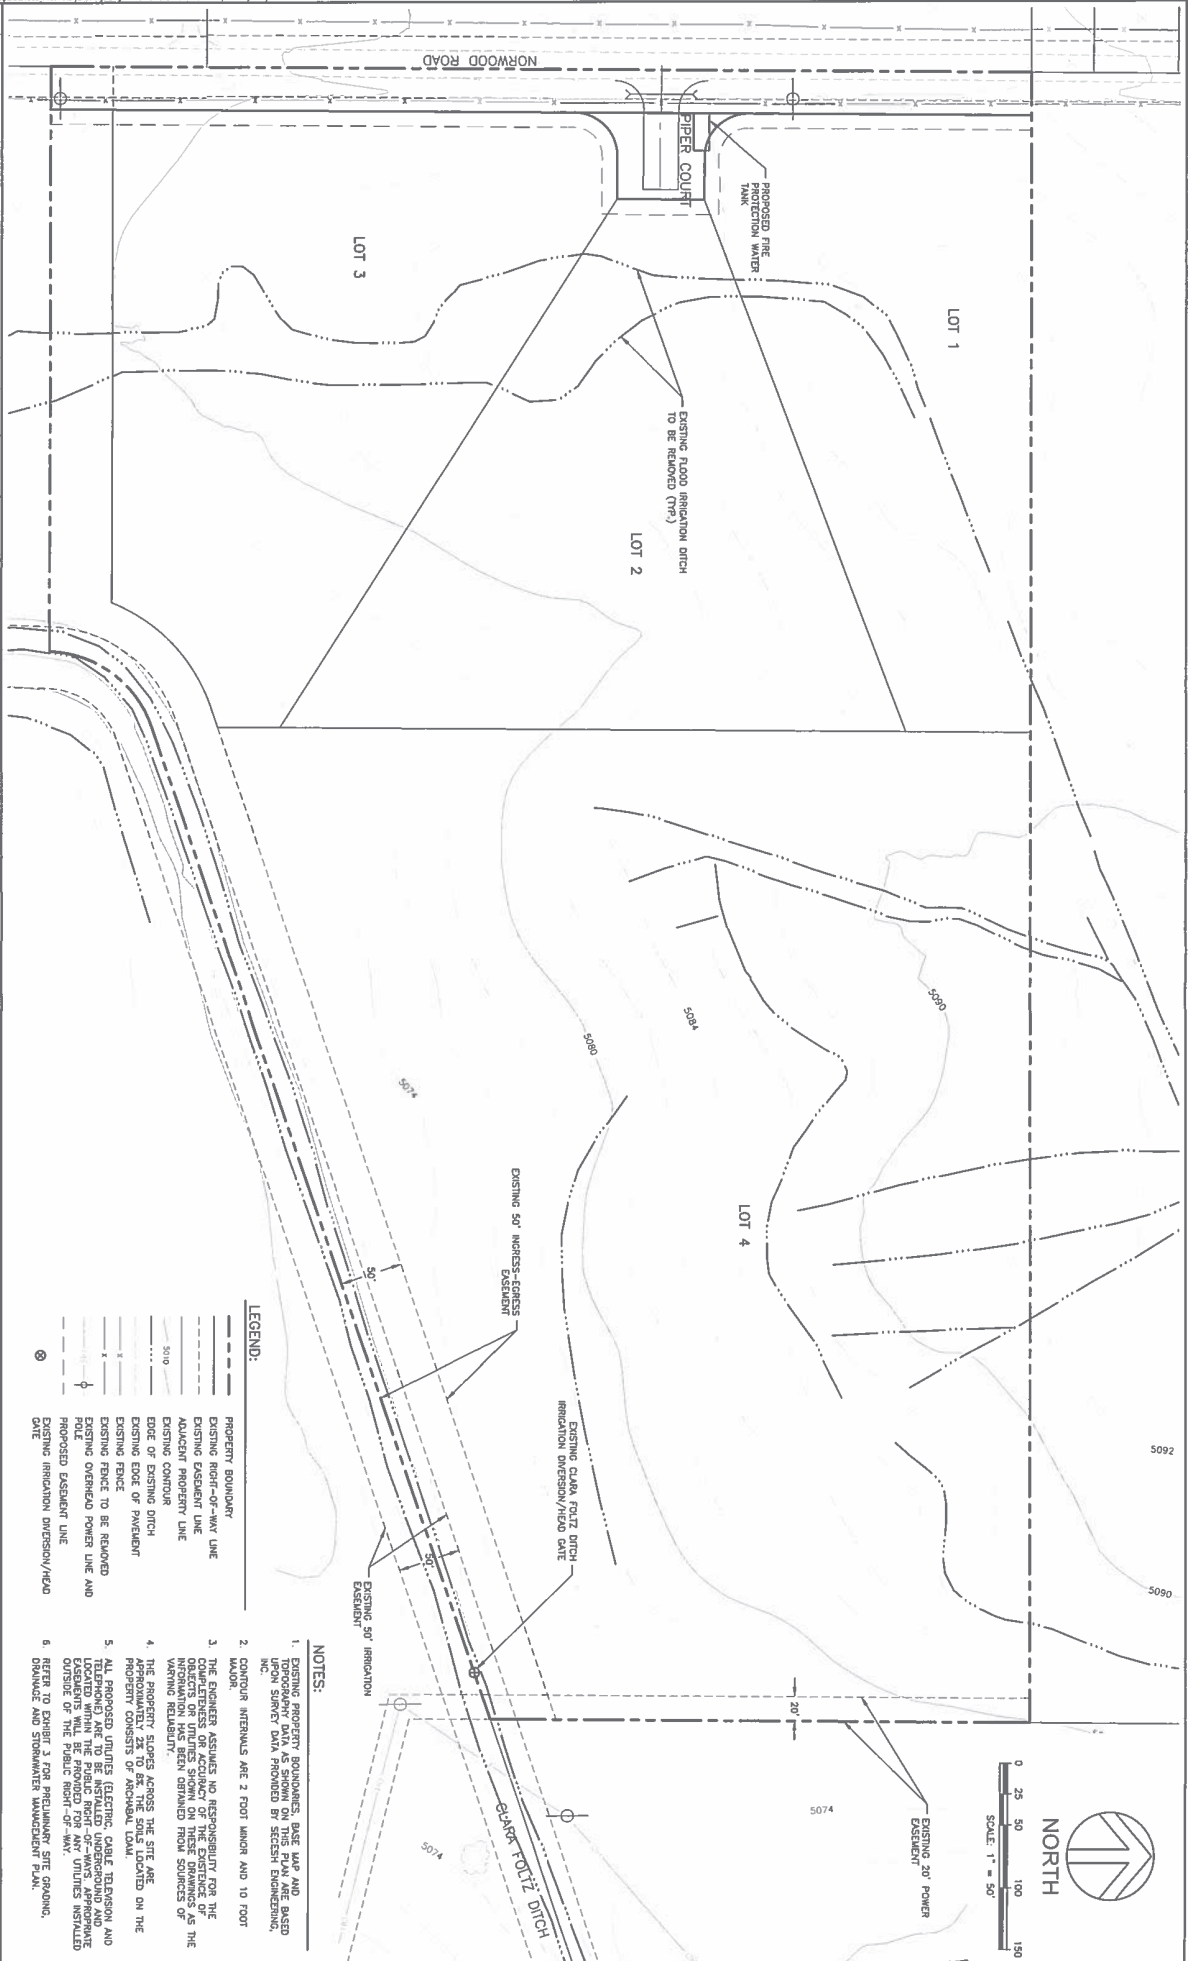 NORWOOD ROAD
PIPER COURT
PROPOSED FIRE
PROTECTION WATER
TANK
LOT 1
LOT 3
EXISTING FLOOD IRRIGATION DITCH
TO BE REMOVED (TYP.)
LOT 2
5090
5084
5080
5074
LOT 4
EXISTING 50' INGRESS-EGRESS
EASEMENT
50'
5092
5090
EXISTING CLARA FOLTZ DITCH
IRRIGATION DIVERSION/HEAD GATE
50'
EXISTING 50' IRRIGATION
EASEMENT
20'
EXISTING 20' POWER
EASEMENT
5074
5074
CLARA FOLTZ DITCH
NORTH
0 25 50 100 150
SCALE: 1" = 50'
LEGEND:
PROPERTY BOUNDARY
EXISTING RIGHT-OF-WAY LINE
EXISTING EASEMENT LINE
ADJACENT PROPERTY LINE
5010 EXISTING CONTOUR
EDGE OF EXISTING DITCH
EXISTING EDGE OF PAVEMENT
EXISTING FENCE
EXISTING FENCE TO BE REMOVED
EXISTING OVERHEAD POWER LINE AND
POLE
PROPOSED EASEMENT LINE
EXISTING IRRIGATION DIVERSION/HEAD
GATE
NOTES:
1. EXISTING PROPERTY BOUNDARIES, BASE MAP AND
TOPOGRAPHY DATA AS SHOWN ON THIS PLAN ARE BASED
UPON SURVEY DATA PROVIDED BY SECESH ENGINEERING,
INC.
2. CONTOUR INTERNALS ARE 2 FOOT MINOR AND 10 FOOT
MAJOR.
3. THE ENGINEER ASSUMES NO RESPONSIBILITY FOR THE
COMPLETENESS OR ACCURACY OF THE EXISTENCE OF
OBJECTS OR UTILITIES SHOWN ON THESE DRAWINGS AS THE
INFORMATION HAS BEEN OBTAINED FROM SOURCES OF
VARYING RELIABILITY.
4. THE PROPERTY SLOPES ACROSS THE SITE ARE
APPROXIMATELY 2% TO 8%. THE SOILS LOCATED ON THE
PROPERTY CONSISTS OF ARCHABAL LOAM.
5. ALL PROPOSED UTILITIES (ELECTRIC, CABLE TELEVISION AND
TELEPHONE) ARE TO BE INSTALLED UNDERGROUND AND
LOCATED WITHIN THE PUBLIC RIGHT-OF-WAYS. APPROPRIATE
EASEMENTS WILL BE PROVIDED FOR ANY UTILITIES INSTALLED
OUTSIDE OF THE PUBLIC RIGHT-OF-WAY.
6. REFER TO EXHIBIT 3 FOR PRELIMINARY SITE GRADING,
DRAINAGE AND STORMWATER MANAGEMENT PLAN.